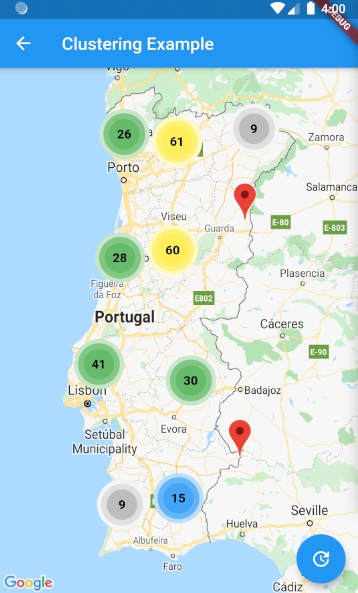 4:00
DEBUG
Clustering Example
Vigo
26
61
9
Zamora
Porto
Salamanca
Viseu
Guarda
E-80
E-803
28
60
Figueira
da Foz
Plasencia
E802
Portugal
Cáceres
E-90
41
30
Lisbon
Badajoz
Evora
Setúbal
Municipality
9
15
Seville
Huelva
Albufeira
Faro
Google
Cádiz